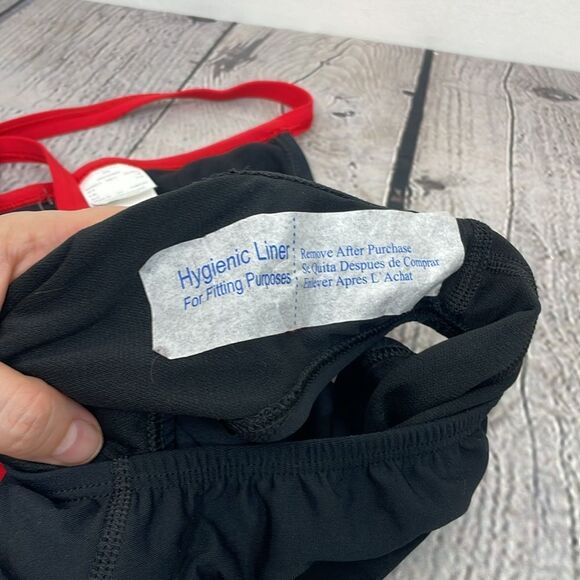 Hygienic Liner
For Fitting Purposes
Remove After Purchase
Se Quita Despues de Comprar
Enlever Après L' Achat